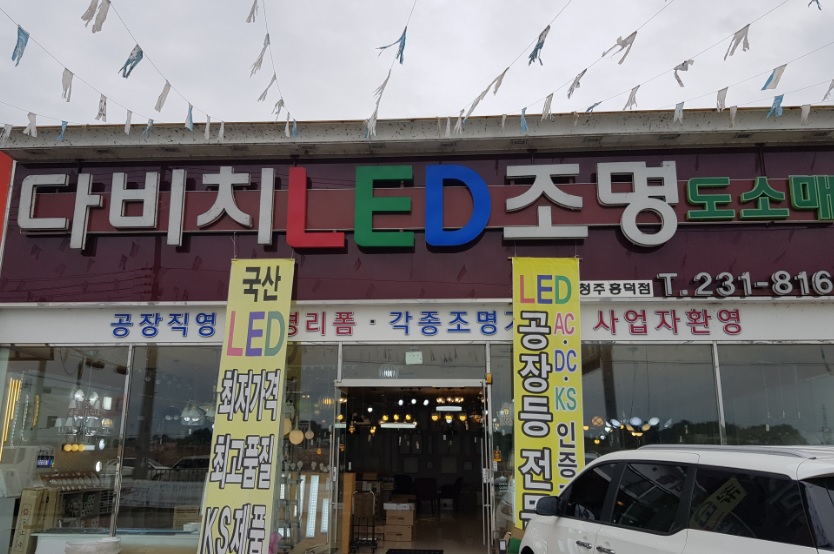 다비치LED조명 도소매
청주흥덕점 T.231-816
공장직영
리폼·각종조명
사업자환영
국산
LED
최저가격
최고품질
KS제품
LED AC·DC·KS 인증
공장등 전